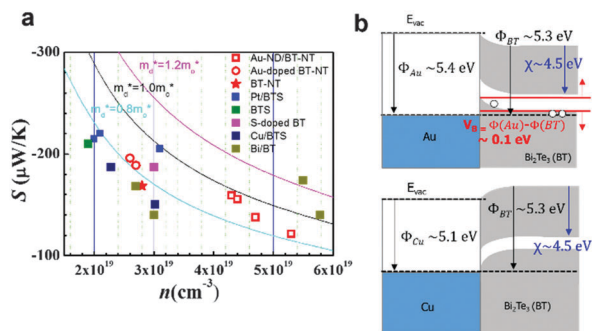 a
-300
-200
-100
S (μW/K)
m_d*=1.2m_o*
m_d*=1.0m_o*
m_d*=0.8m_o*
Au-ND/BT-NT
Au-doped BT-NT
BT-NT
Pt/BTS
BTS
S-doped BT
Cu/BTS
Bi/BT
2x10¹⁹ 3x10¹⁹ 4x10¹⁹ 5x10¹⁹ 6x10¹⁹
n(cm⁻³)
b
E_vac
Φ_BT ~5.3 eV
Φ_Au ~5.4 eV
χ~4.5 eV
V_B = Φ(Au)-Φ(BT)
~ 0.1 eV
Au
Bi₂Te₃ (BT)
E_vac
Φ_BT ~5.3 eV
Φ_Cu ~5.1 eV
χ~4.5 eV
Cu
Bi₂Te₃ (BT)